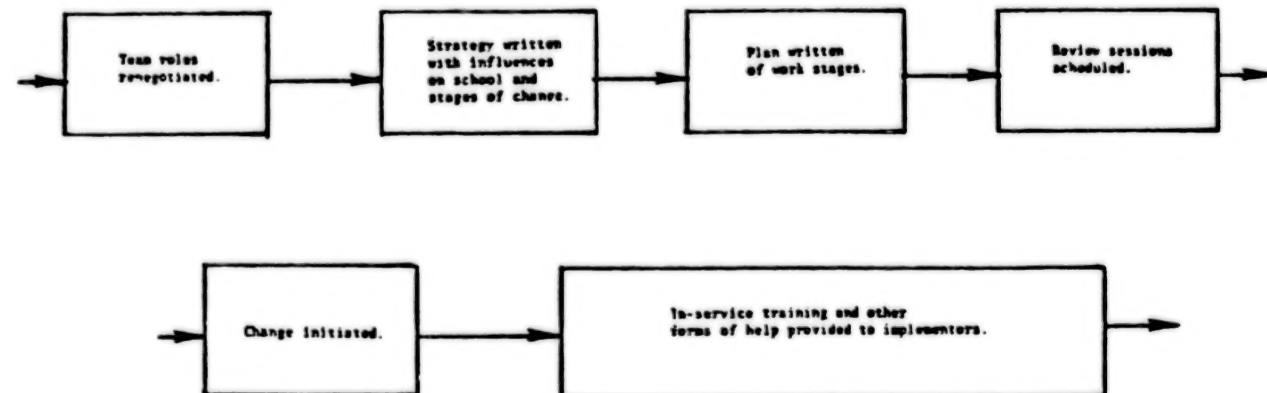 Team roles
renegotiated.
Strategy written
with influences
on school and
stages of change.
Plan written
of work stages.
Review sessions
scheduled.
Change initiated.
In-service training and other
forms of help provided to implementors.